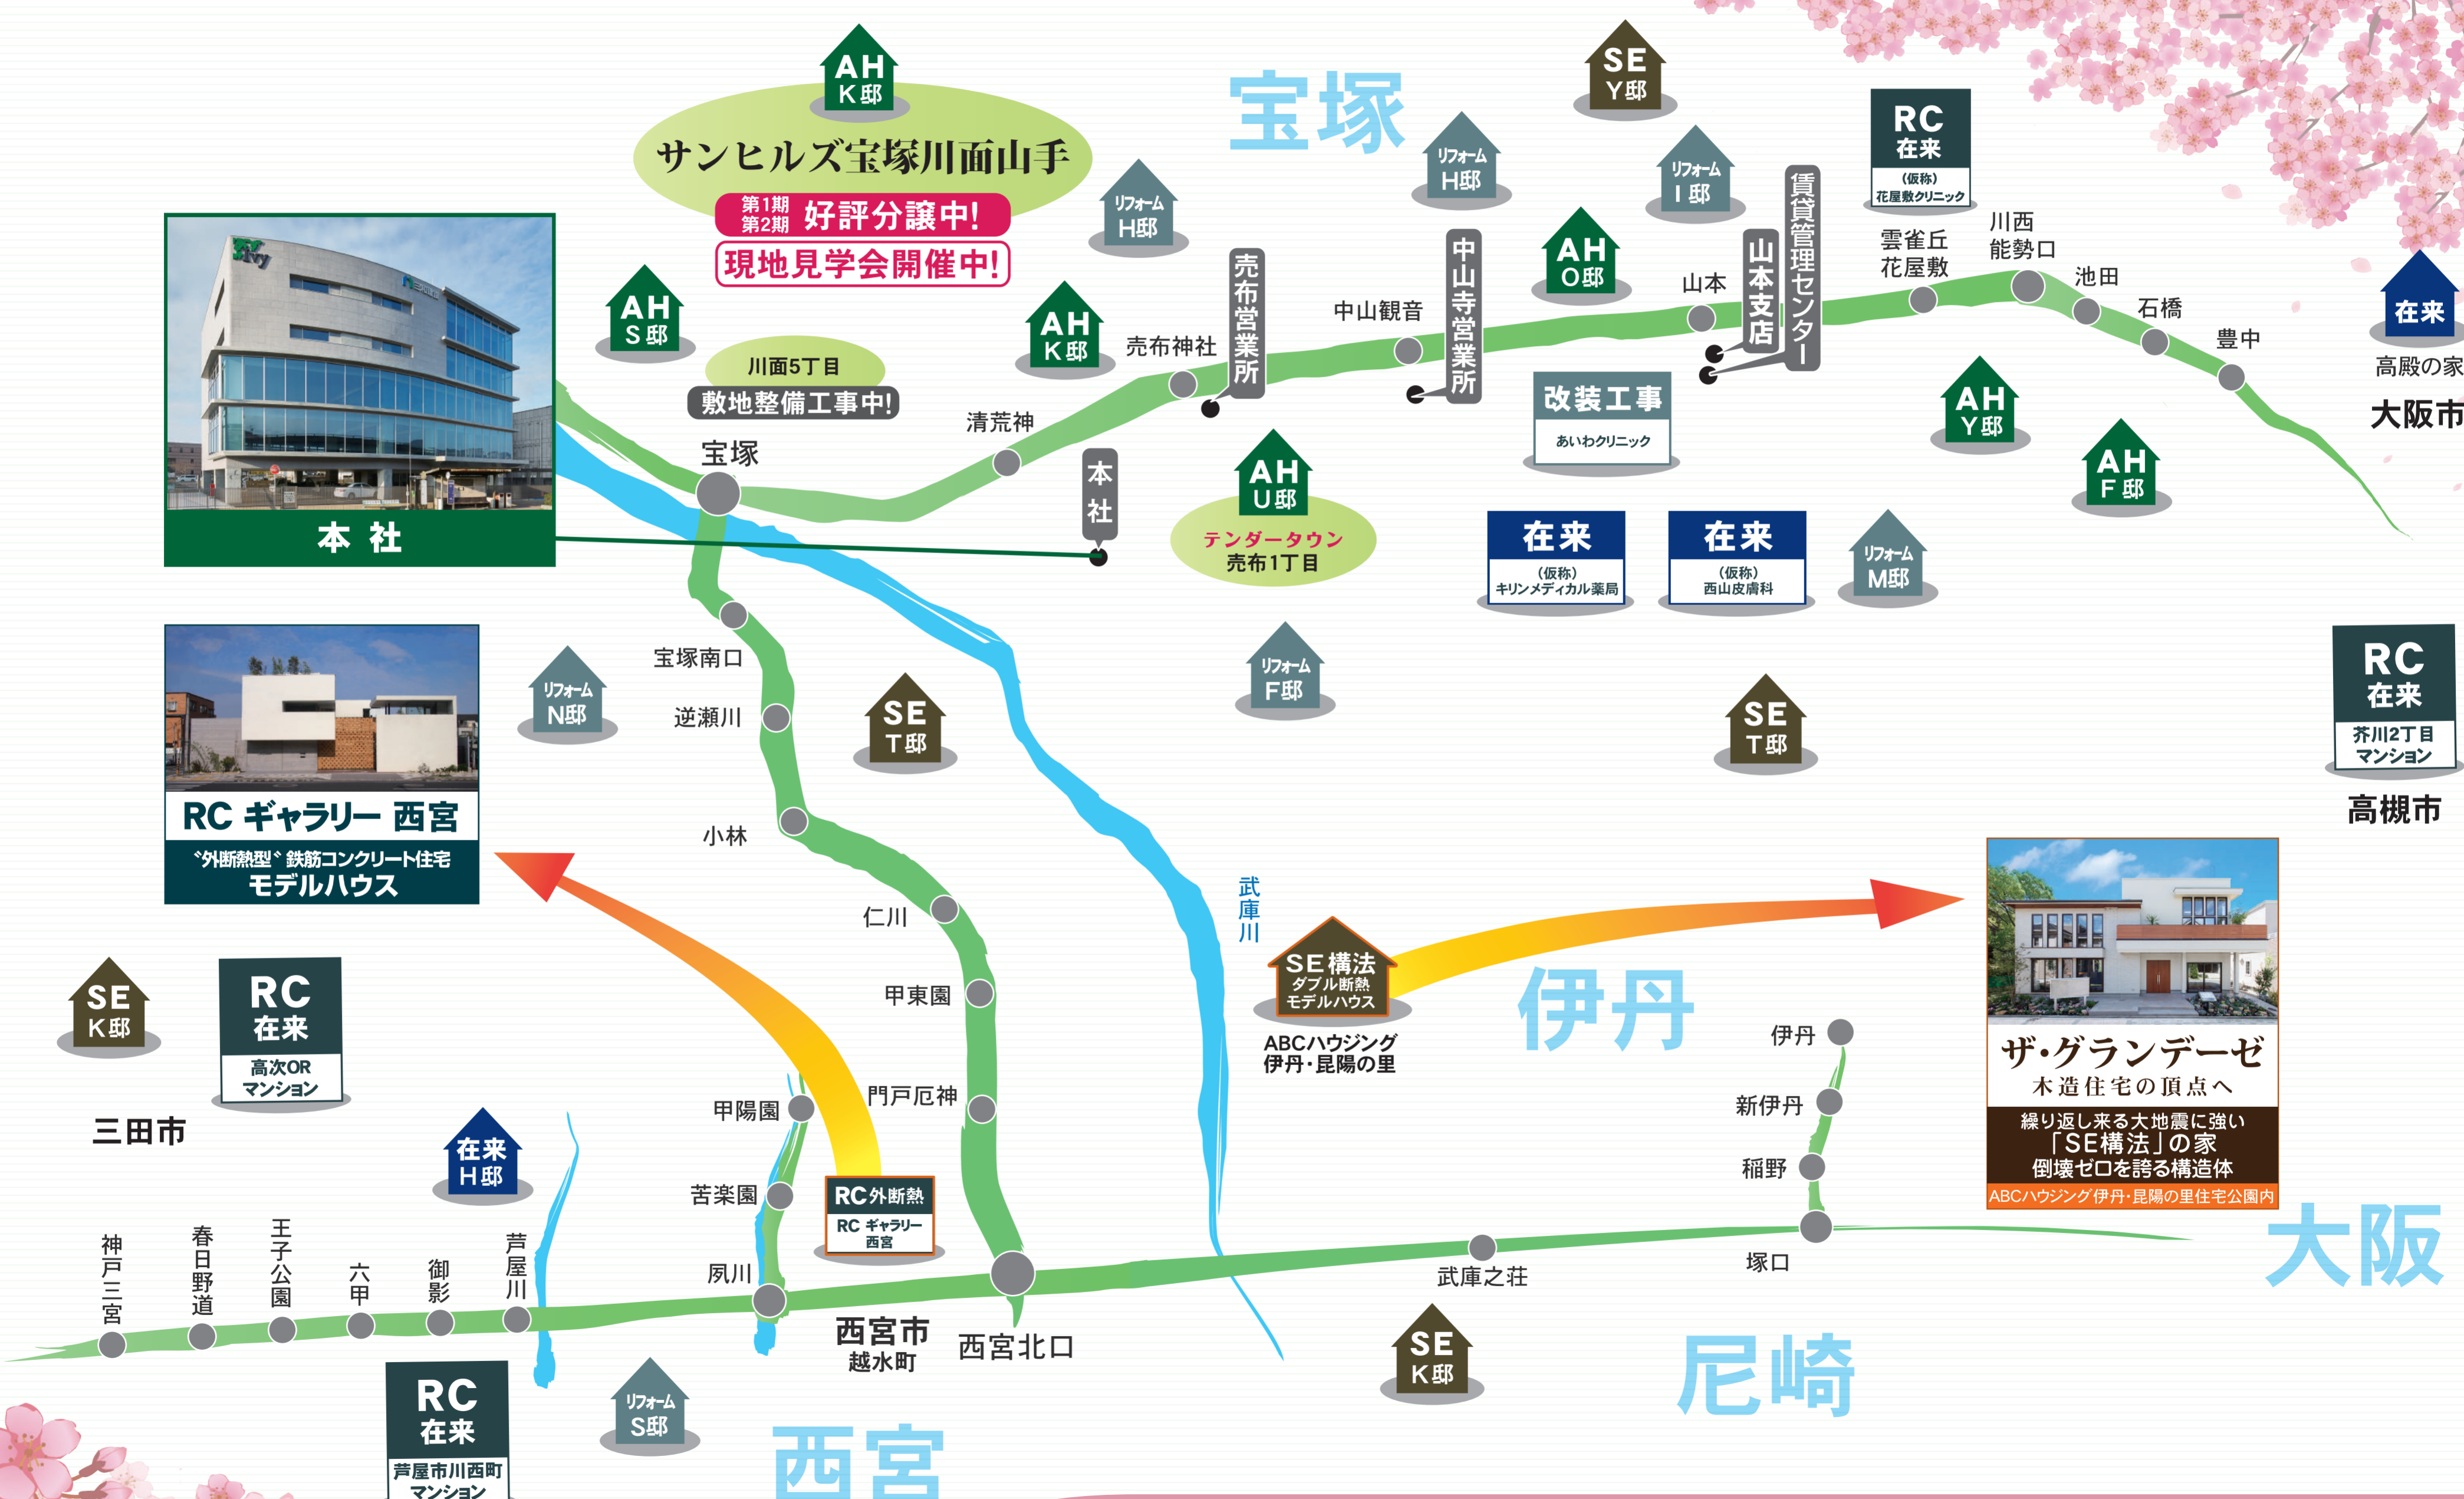 AH
K邸
サンヒルズ宝塚川面山手
第1期
第2期
好評分譲中!
現地見学会開催中!
宝塚
SE
Y邸
リフォーム
H邸
リフォーム
H邸
リフォーム
I邸
RC
在来
(仮称)
花屋敷クリニック
Ivy
本社
AH
S邸
川面5丁目
敷地整備工事中!
AH
K邸
AH
O邸
売布営業所
中山寺営業所
山本支店
賃貸管理センター
宝塚
清荒神
売布神社
中山観音
山本
雲雀丘
花屋敷
川西
能勢口
池田
石橋
豊中
在来
高殿の家
大阪市
本社
AH
U邸
テンダータウン
売布1丁目
改装工事
あいわクリニック
AH
Y邸
AH
F邸
在来
(仮称)
キリンメディカル薬局
在来
(仮称)
西山皮膚科
リフォーム
M邸
RC ギャラリー 西宮
〝外断熱型〟鉄筋コンクリート住宅
モデルハウス
リフォーム
N邸
宝塚南口
逆瀬川
小林
仁川
甲東園
門戸厄神
SE
T邸
リフォーム
F邸
SE
T邸
RC
在来
芥川2丁目
マンション
高槻市
武庫川
SE構法
ダブル断熱
モデルハウス
ABCハウジング
伊丹・昆陽の里
伊丹
ザ・グランデーゼ
木造住宅の頂点へ
繰り返し来る大地震に強い
「SE構法」の家
倒壊ゼロを誇る構造体
ABCハウジング伊丹・昆陽の里住宅公園内
SE
K邸
RC
在来
高次OR
マンション
三田市
在来
H邸
甲陽園
苦楽園
夙川
RC外断熱
RC ギャラリー
西宮
伊丹
新伊丹
稲野
塚口
大阪
神戸三宮
春日野道
王子公園
六甲
御影
芦屋川
西宮市
越水町
西宮北口
武庫之荘
SE
K邸
尼崎
RC
在来
芦屋市川西町
マンション
リフォーム
S邸
西宮